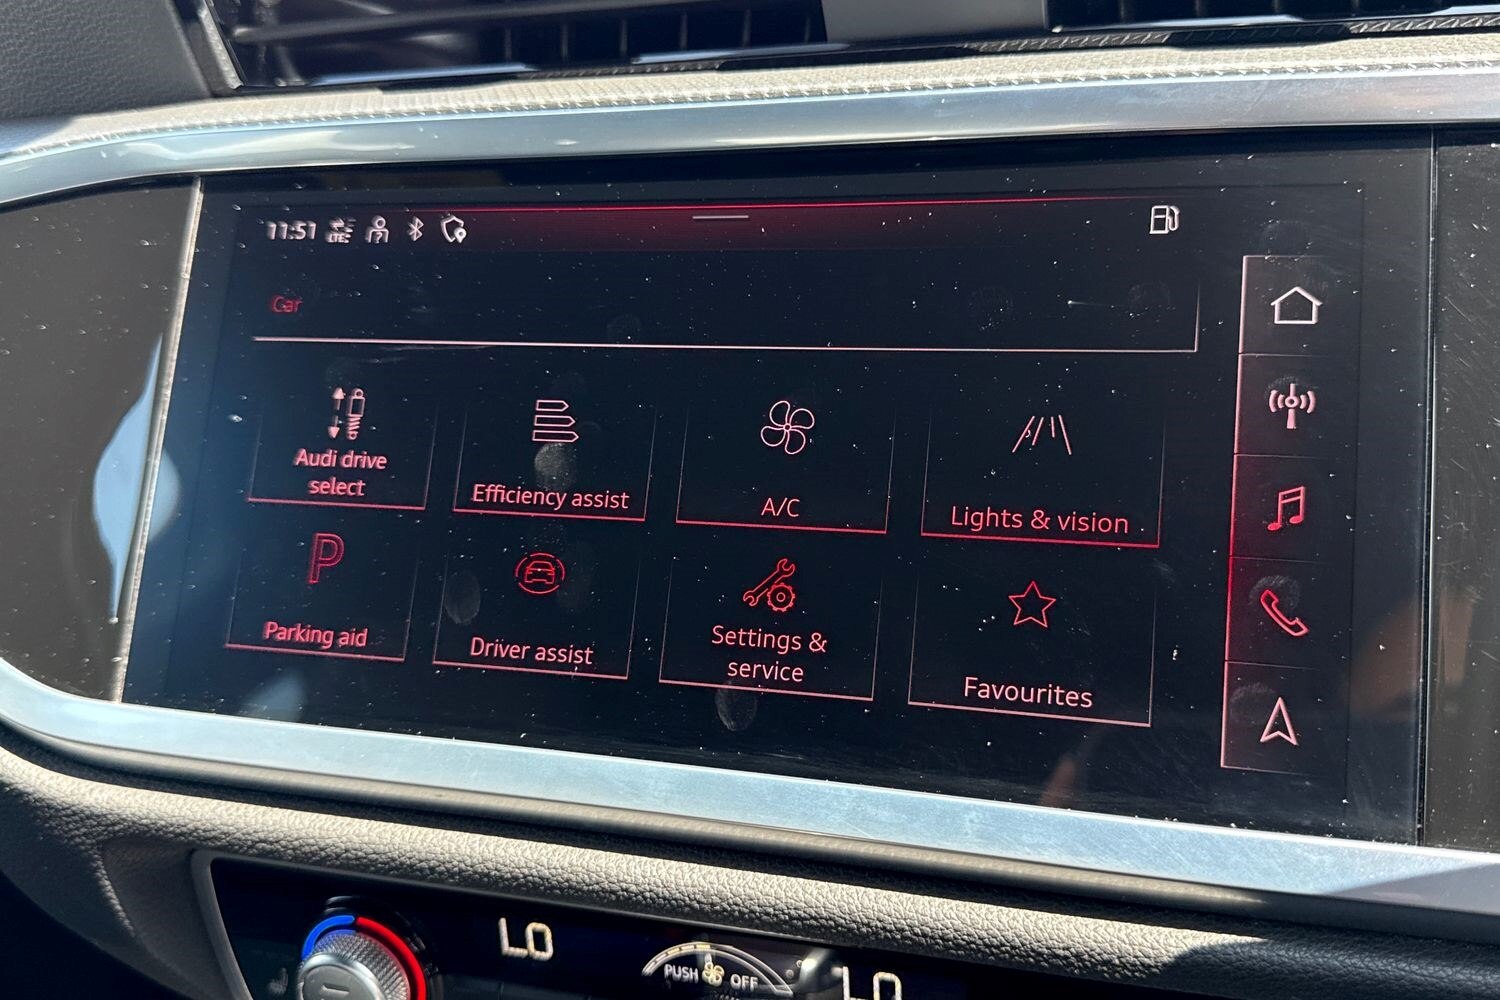 11:51
LTE
Car
Audi drive
select
Efficiency assist
A/C
Lights & vision
P
Parking aid
Driver assist
Settings &
service
Favourites
LO
PUSH OFF
LO